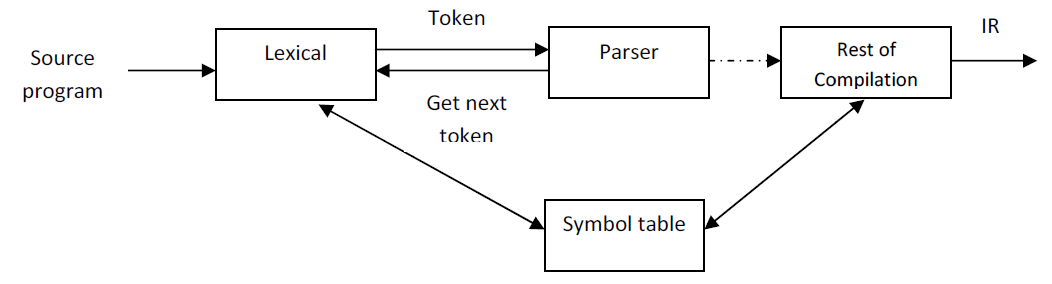 Token
IR
Source
program
Lexical
Parser
Rest of
Compilation
Get next
token
Symbol table